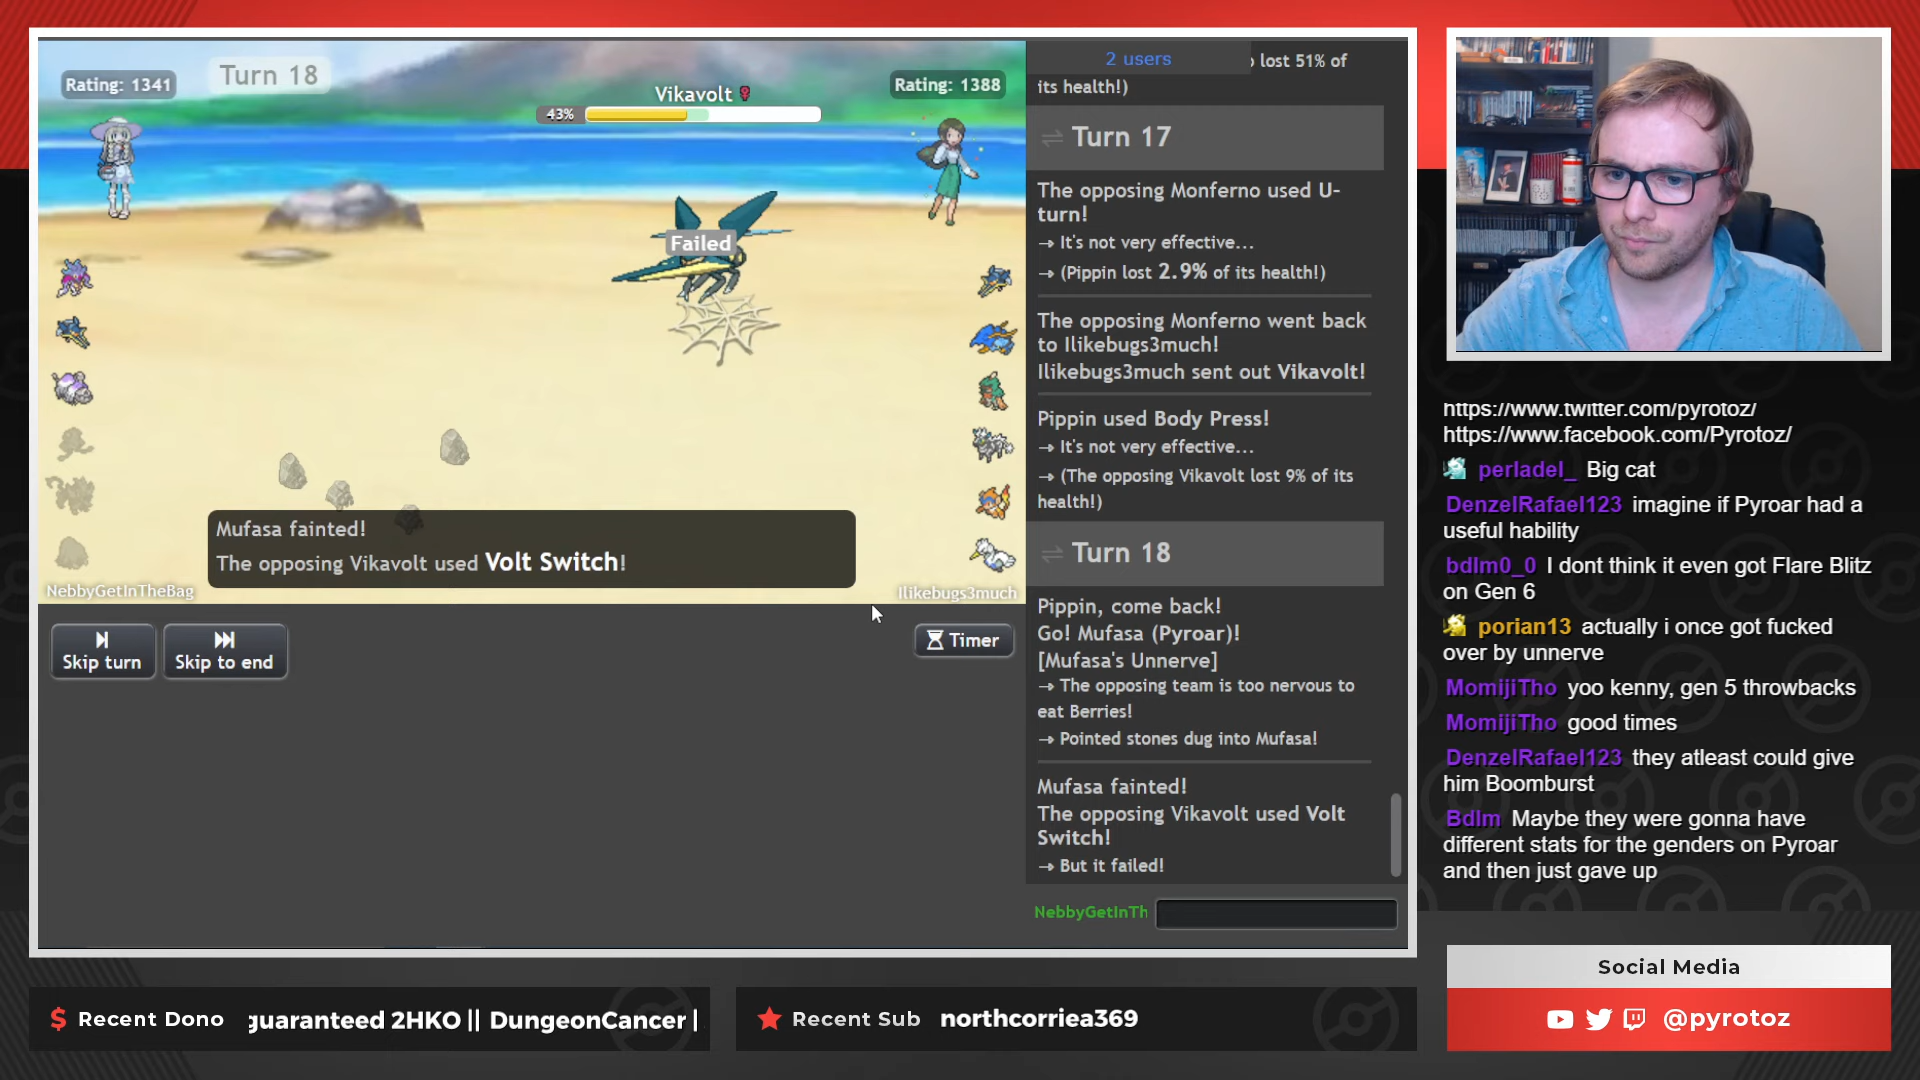 Rating: 1341
Turn 18
Vikavolt
43%
Rating: 1388
Failed
Mufasa fainted!
The opposing Vikavolt used Volt Switch!
NebbyGetInTheBag
Ilikebugs3much
Skip turn
Skip to end
Timer
2 users
lost 51% of
its health!)
Turn 17
The opposing Monferno used U-
turn!
→ It's not very effective...
→ (Pippin lost 2.9% of its health!)
The opposing Monferno went back
to Ilikebugs3much!
Ilikebugs3much sent out Vikavolt!
Pippin used Body Press!
→ It's not very effective...
→ (The opposing Vikavolt lost 9% of its
health!)
Turn 18
Pippin, come back!
Go! Mufasa (Pyroar)!
[Mufasa's Unnerve]
→ The opposing team is too nervous to
eat Berries!
→ Pointed stones dug into Mufasa!
Mufasa fainted!
The opposing Vikavolt used Volt
Switch!
→ But it failed!
NebbyGetInTh
https://www.twitter.com/pyrotoz/
https://www.facebook.com/Pyrotoz/
perladel_ Big cat
DenzelRafael123 imagine if Pyroar had a
useful hability
bdlm0_0 I dont think it even got Flare Blitz
on Gen 6
porian13 actually i once got fucked
over by unnerve
MomijiTho yoo kenny, gen 5 throwbacks
MomijiTho good times
DenzelRafael123 they atleast could give
him Boomburst
Bdlm Maybe they were gonna have
different stats for the genders on Pyroar
and then just gave up
Social Media
@pyrotoz
$ Recent Dono guaranteed 2HKO || DungeonCancer |
Recent Sub northcorriea369